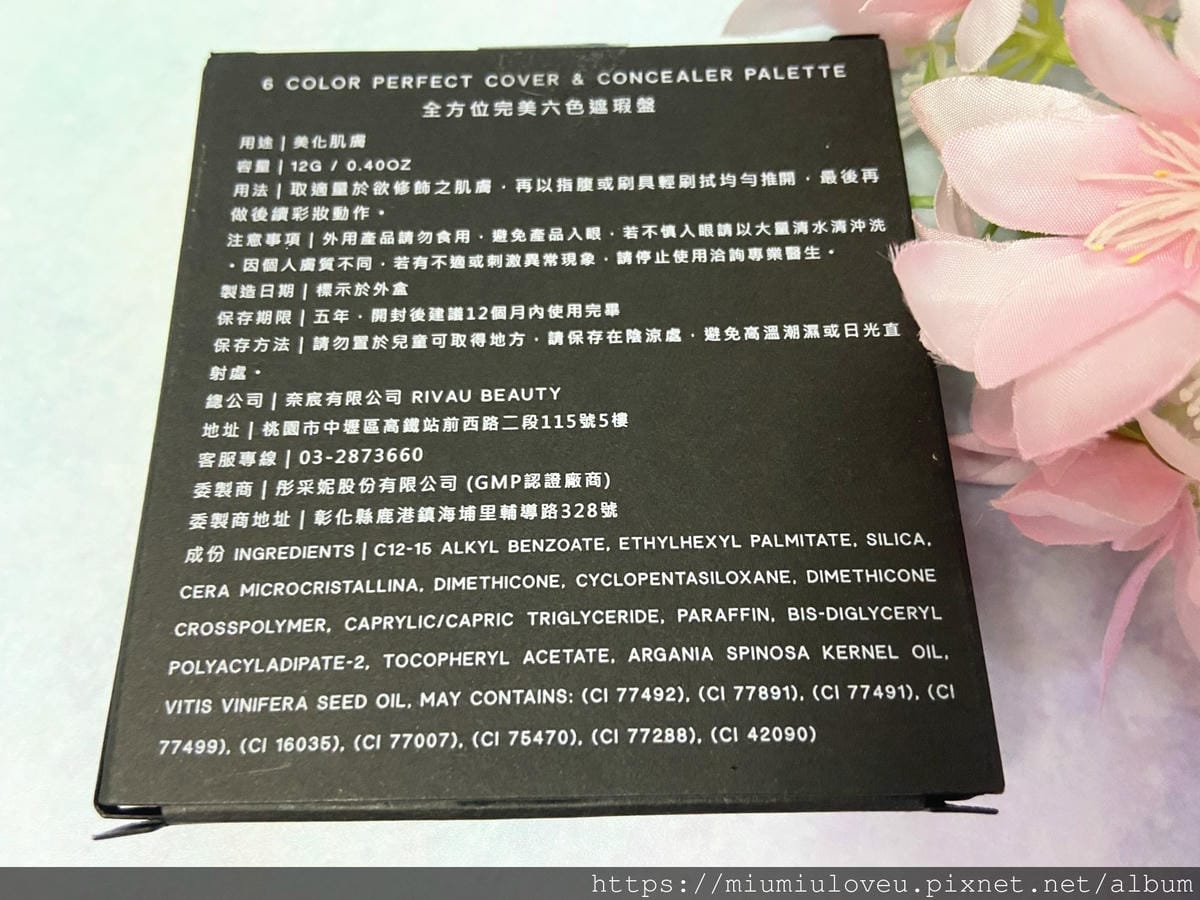 6 COLOR PERFECT COVER & CONCEALER PALETTE
全方位完美六色遮瑕盤
用途 | 美化肌膚
容量 | 12G / 0.40OZ
用法 | 取適量於欲修飾之肌膚，再以指腹或刷具輕刷拭均勻推開，最後再
做後續彩妝動作。
注意事項 | 外用產品請勿食用，避免產品入眼，若不慎入眼請以大量清水清沖洗
。因個人膚質不同，若有不適或刺激異常現象，請停止使用洽詢專業醫生。
製造日期 | 標示於外盒
保存期限 | 五年，開封後建議12個月內使用完畢
保存方法 | 請勿置於兒童可取得地方，請保存在陰涼處，避免高溫潮濕或日光直
射處。
總公司 | 奈宸有限公司 RIVAU BEAUTY
地址 | 桃園市中壢區高鐵站前西路二段115號5樓
客服專線 | 03-2873660
委製商 | 彤采妮股份有限公司 (GMP認證廠商)
委製商地址 | 彰化縣鹿港鎮海埔里輔導路328號
成份 INGREDIENTS | C12-15 ALKYL BENZOATE, ETHYLHEXYL PALMITATE, SILICA,
CERA MICROCRISTALLINA, DIMETHICONE, CYCLOPENTASILOXANE, DIMETHICONE
CROSSPOLYMER, CAPRYLIC/CAPRIC TRIGLYCERIDE, PARAFFIN, BIS-DIGLYCERYL
POLYACYLADIPATE-2, TOCOPHERYL ACETATE, ARGANIA SPINOSA KERNEL OIL,
VITIS VINIFERA SEED OIL, MAY CONTAINS: (CI 77492), (CI 77891), (CI 77491), (CI
77499), (CI 16035), (CI 77007), (CI 75470), (CI 77288), (CI 42090)
https://miumiuloveu.pixnet.net/album